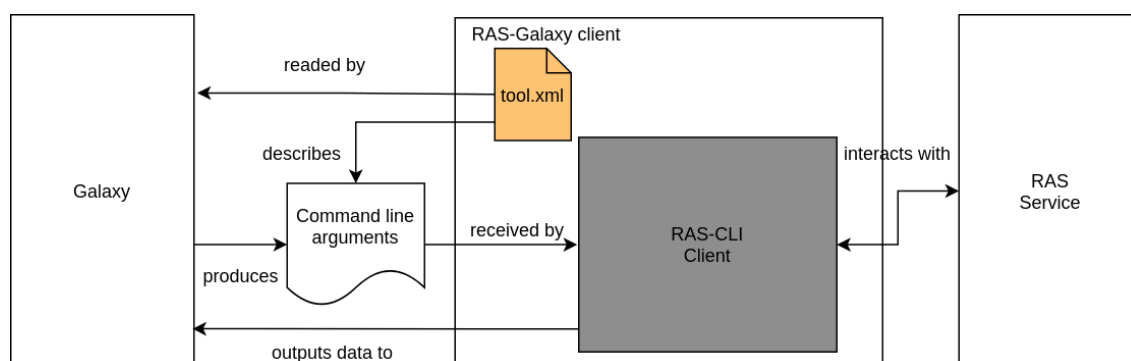 RAS-Galaxy client
readed by
tool.xml
describes
interacts with
Galaxy
RAS
Service
Command line
arguments
received by
RAS-CLI
Client
produces
outputs data to